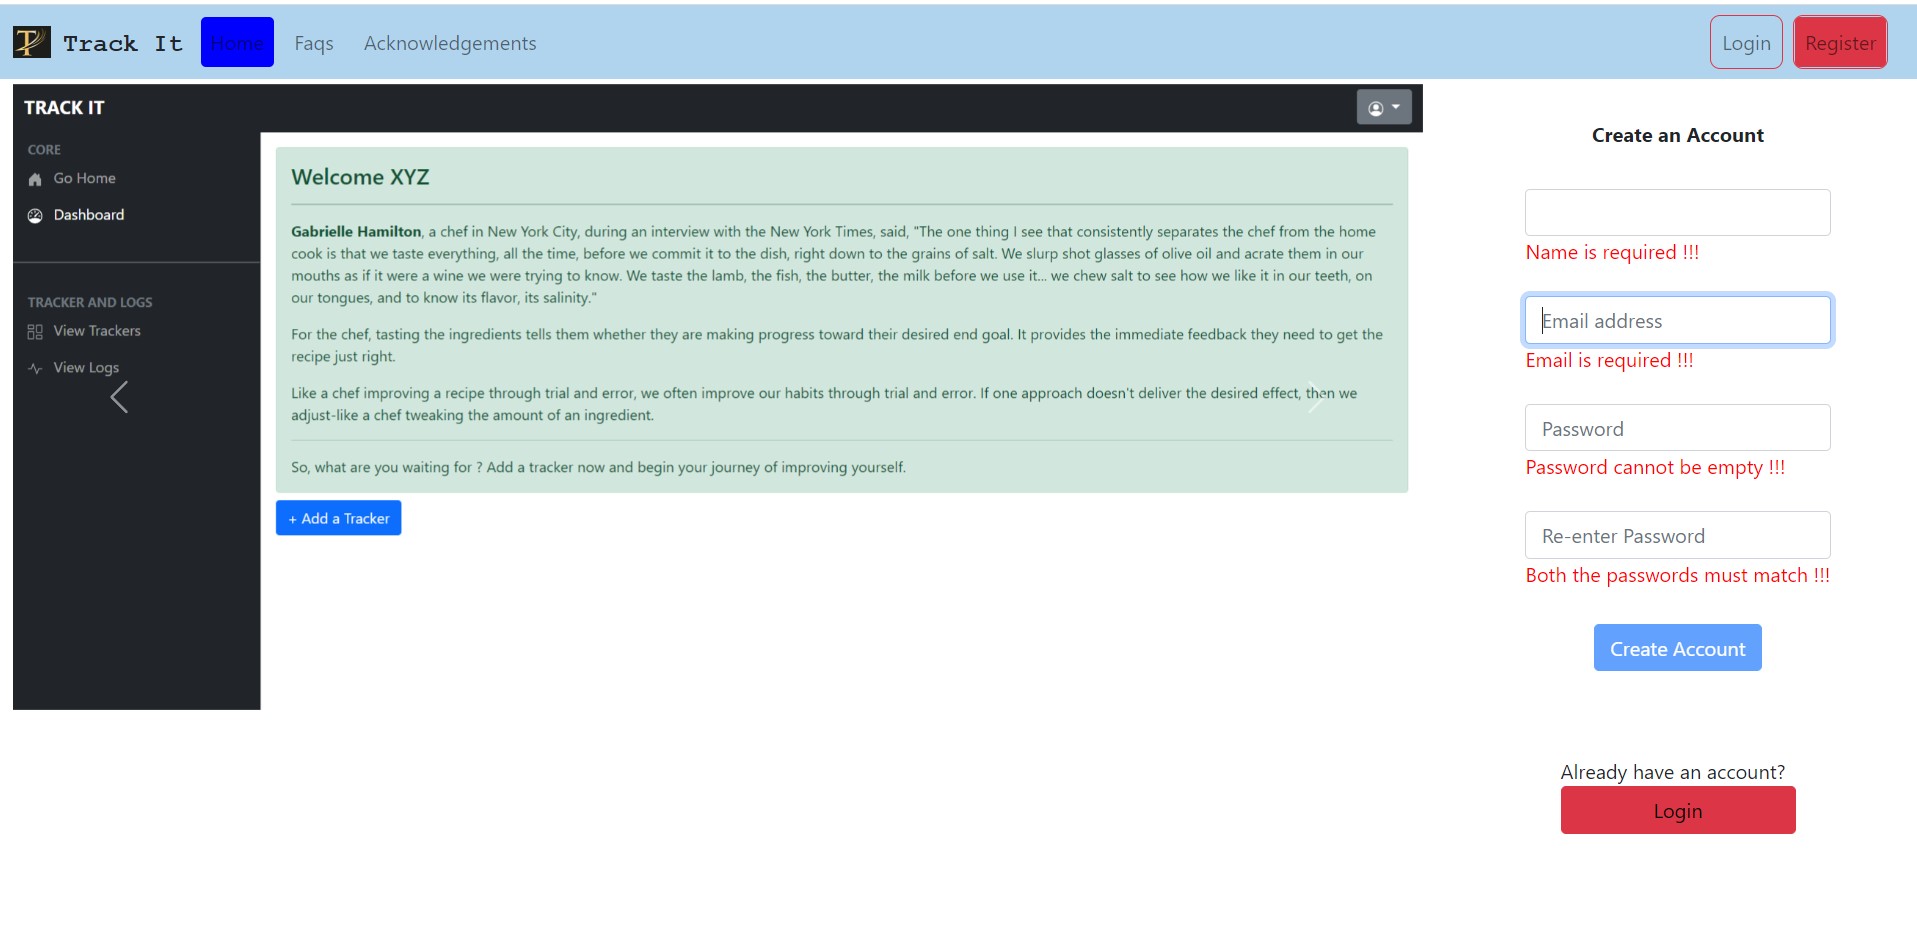 Track It
Home
Faqs
Acknowledgements
Login
Register
TRACK IT
CORE
Go Home
Dashboard
TRACKER AND LOGS
View Trackers
View Logs
Welcome XYZ
Gabrielle Hamilton, a chef in New York City, during an interview with the New York Times, said, "The one thing I see that consistently separates the chef from the home
cook is that we taste everything, all the time, before we commit it to the dish, right down to the grains of salt. We slurp shot glasses of olive oil and acrate them in our
mouths as if it were a wine we were trying to know. We taste the lamb, the fish, the butter, the milk before we use it... we chew salt to see how we like it in our teeth, on
our tongues, and to know its flavor, its salinity."
For the chef, tasting the ingredients tells them whether they are making progress toward their desired end goal. It provides the immediate feedback they need to get the
recipe just right.
Like a chef improving a recipe through trial and error, we often improve our habits through trial and error. If one approach doesn't deliver the desired effect, then we
adjust-like a chef tweaking the amount of an ingredient.
So, what are you waiting for ? Add a tracker now and begin your journey of improving yourself.
+ Add a Tracker
Create an Account
Name is required !!!
Email address
Email is required !!!
Password
Password cannot be empty !!!
Re-enter Password
Both the passwords must match !!!
Create Account
Already have an account?
Login